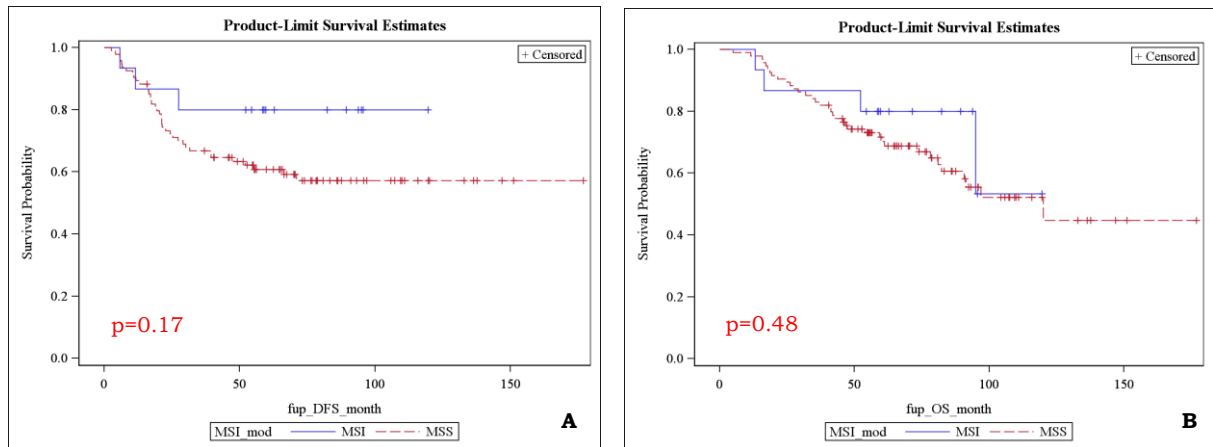 Product-Limit Survival Estimates
+ Censored
1.0
0.8
0.6
0.4
0.2
0.0
Survival Probability
p=0.17
0 50 100 150
fup_DFS_month
MSI_mod MSI MSS
A
Product-Limit Survival Estimates
+ Censored
1.0
0.8
0.6
0.4
0.2
0.0
Survival Probability
p=0.48
0 50 100 150
fup_OS_month
MSI_mod MSI MSS
B